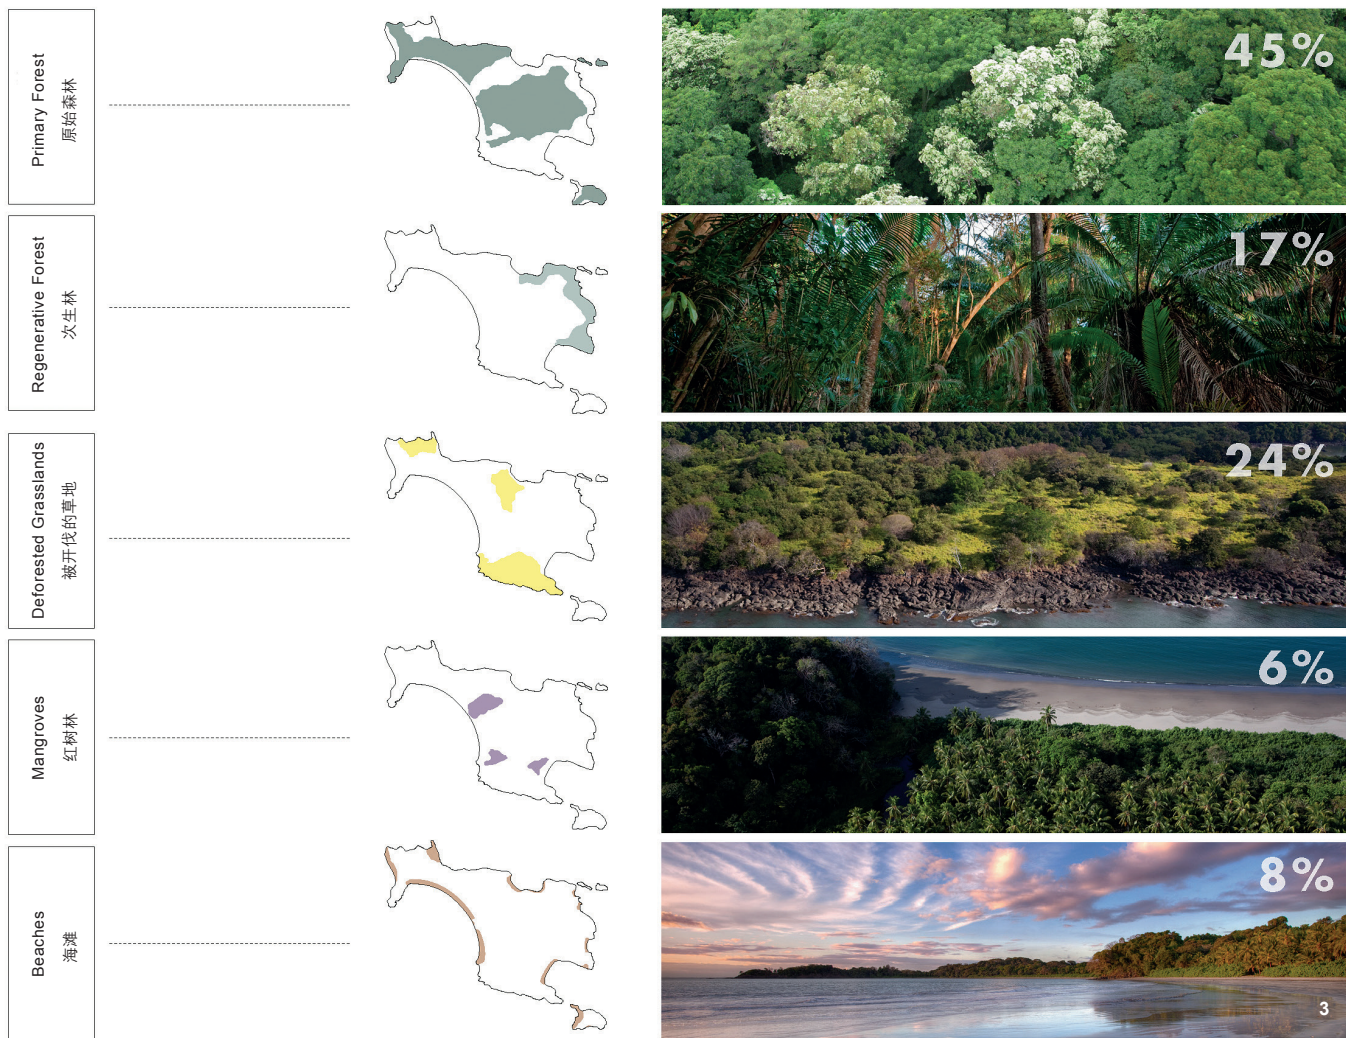 Primary Forest
原始森林
45%
Regenerative Forest
次生林
17%
Deforested Grasslands
被开伐的草地
24%
Mangroves
红树林
6%
Beaches
海滩
8%
3